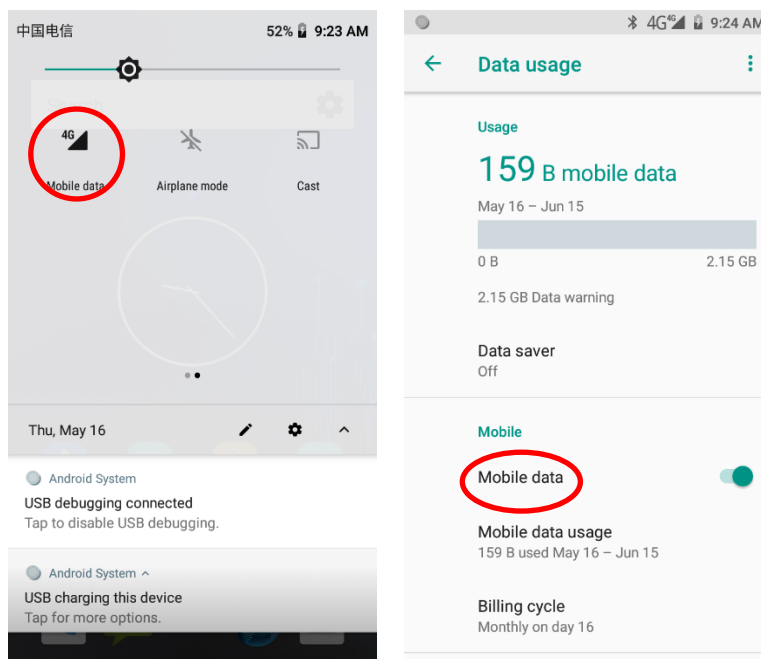 中国电信
52% 9:23 AM
4G
Mobile data
Airplane mode
Cast
Thu, May 16
Android System
USB debugging connected
Tap to disable USB debugging.
Android System
USB charging this device
Tap for more options.
4G 4G 9:24 AM
Data usage
Usage
159 B mobile data
May 16 – Jun 15
0 B
2.15 GB
2.15 GB Data warning
Data saver
Off
Mobile
Mobile data
Mobile data usage
159 B used May 16 – Jun 15
Billing cycle
Monthly on day 16